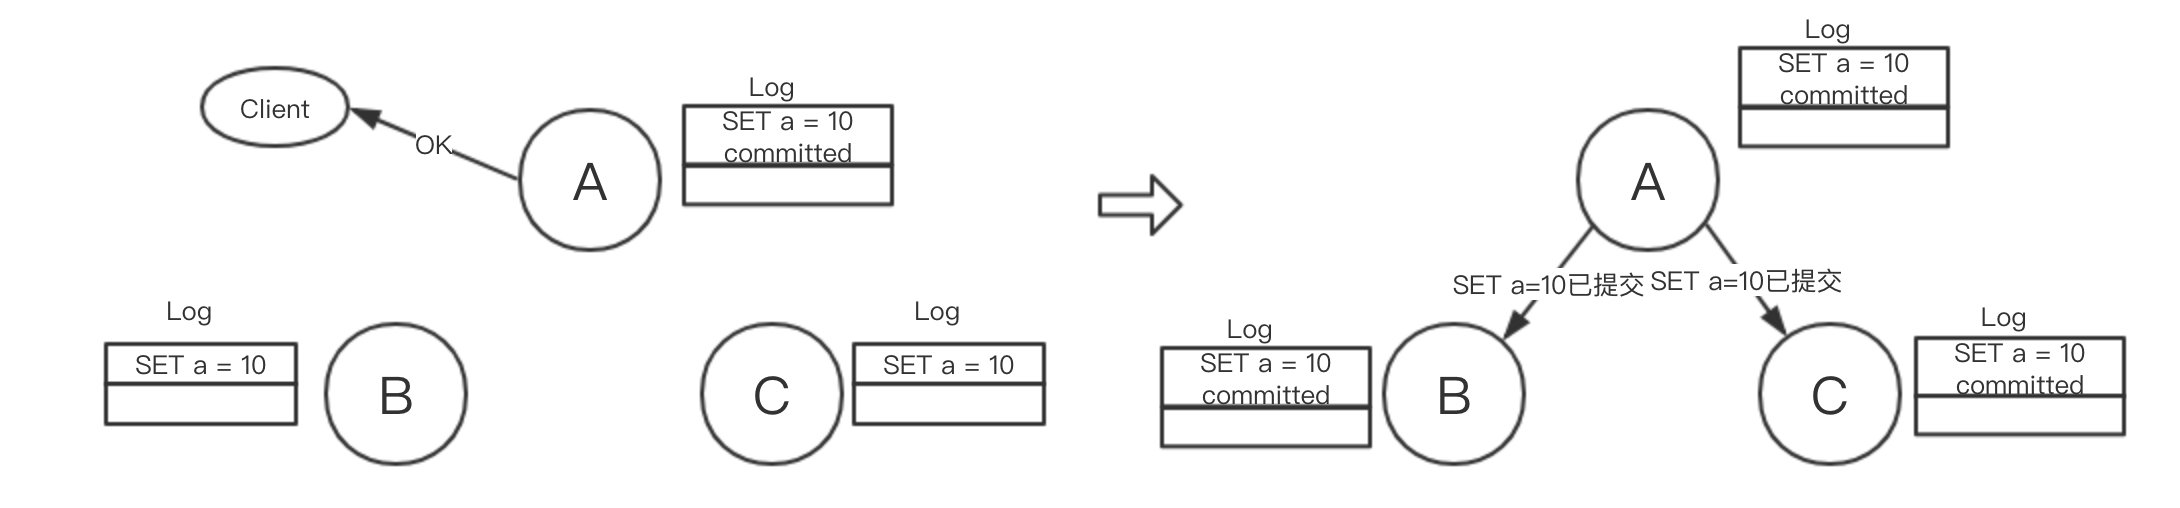 Client
OK
A
Log
SET a = 10
committed
Log
SET a = 10
B
C
Log
SET a = 10
A
Log
SET a = 10
committed
SET a=10已提交
SET a=10已提交
Log
SET a = 10
committed
B
C
Log
SET a = 10
committed